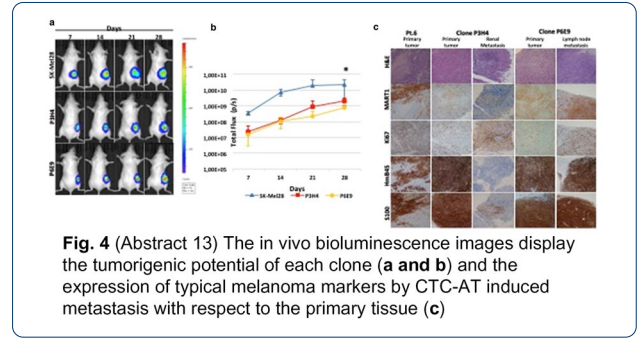 a
Days
7 14 21 28
SK-Mel28
P3H4
P6E9
b
*
1,00E+11
1,00E+10
1,00E+09
1,00E+08
1,00E+07
1,00E+06
1,00E+05
Total Flux (p/s)
7 14 21 28
Days
SK-Mel28 P3H4 P6E9
c
Pt.6 Clone P3H4 Clone P6E9
Primary tumor Primary tumor Renal Metastasis Primary tumor Lymph node metastasis
H&E
MART1
Ki67
HmB45
S100
Fig. 4 (Abstract 13) The in vivo bioluminescence images display
the tumorigenic potential of each clone (a and b) and the
expression of typical melanoma markers by CTC-AT induced
metastasis with respect to the primary tissue (c)